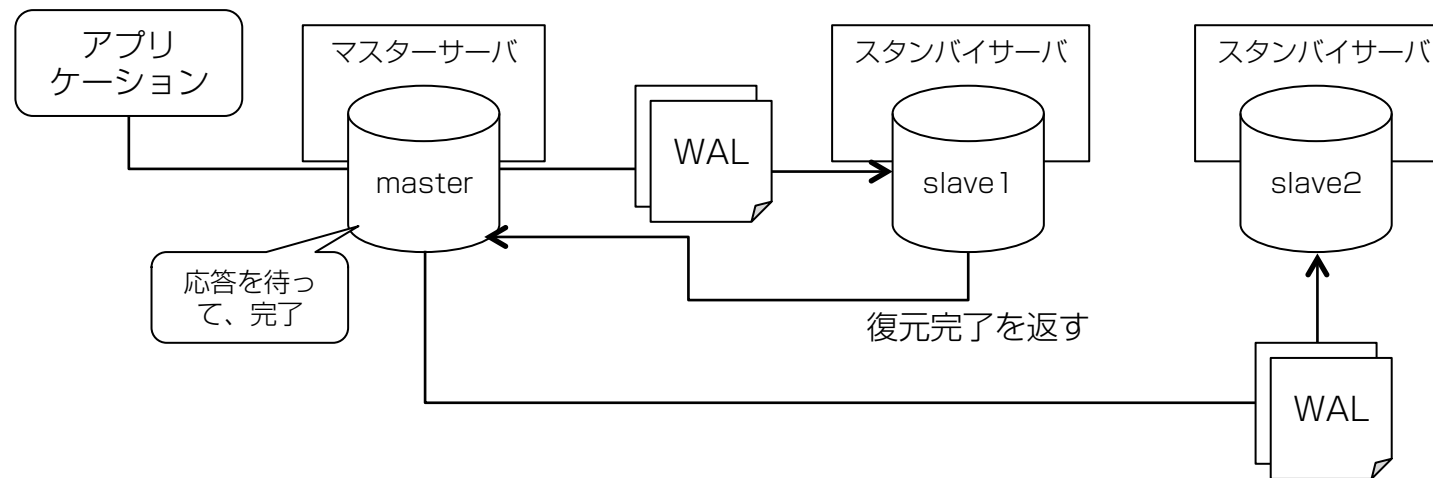 アプリ
ケーション
マスターサーバ
スタンバイサーバ
スタンバイサーバ
WAL
master
slave1
slave2
応答を待っ
て、完了
復元完了を返す
WAL